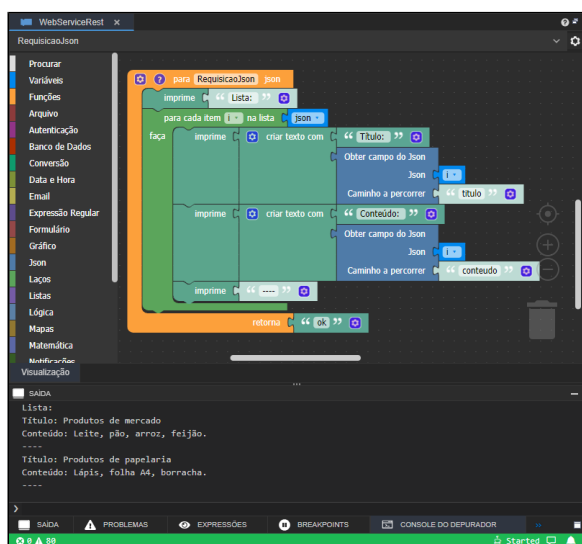 WebServiceRest ×
RequisicaoJson
Procurar
Variáveis
Funções
Arquivo
Autenticação
Banco de Dados
Conversão
Data e Hora
Email
Expressão Regular
Formulário
Gráfico
Json
Laços
Listas
Lógica
Mapas
Matemática
Notificações
? para RequisicaoJson json
imprime “ Lista: ”
para cada item i na lista json
faça imprime criar texto com “ Título: ”
Obter campo do Json
Json i
Caminho a percorrer “ titulo ”
imprime criar texto com “ Conteúdo: ”
Obter campo do Json
Json i
Caminho a percorrer “ conteudo ”
imprime “ ---- ”
retorna “ ok ”
Visualização
SAÍDA
Lista:
Título: Produtos de mercado
Conteúdo: Leite, pão, arroz, feijão.
----
Título: Produtos de papelaria
Conteúdo: Lápis, folha A4, borracha.
----
SAÍDA PROBLEMAS EXPRESSÕES BREAKPOINTS CONSOLE DO DEPURADOR
0 80 Started